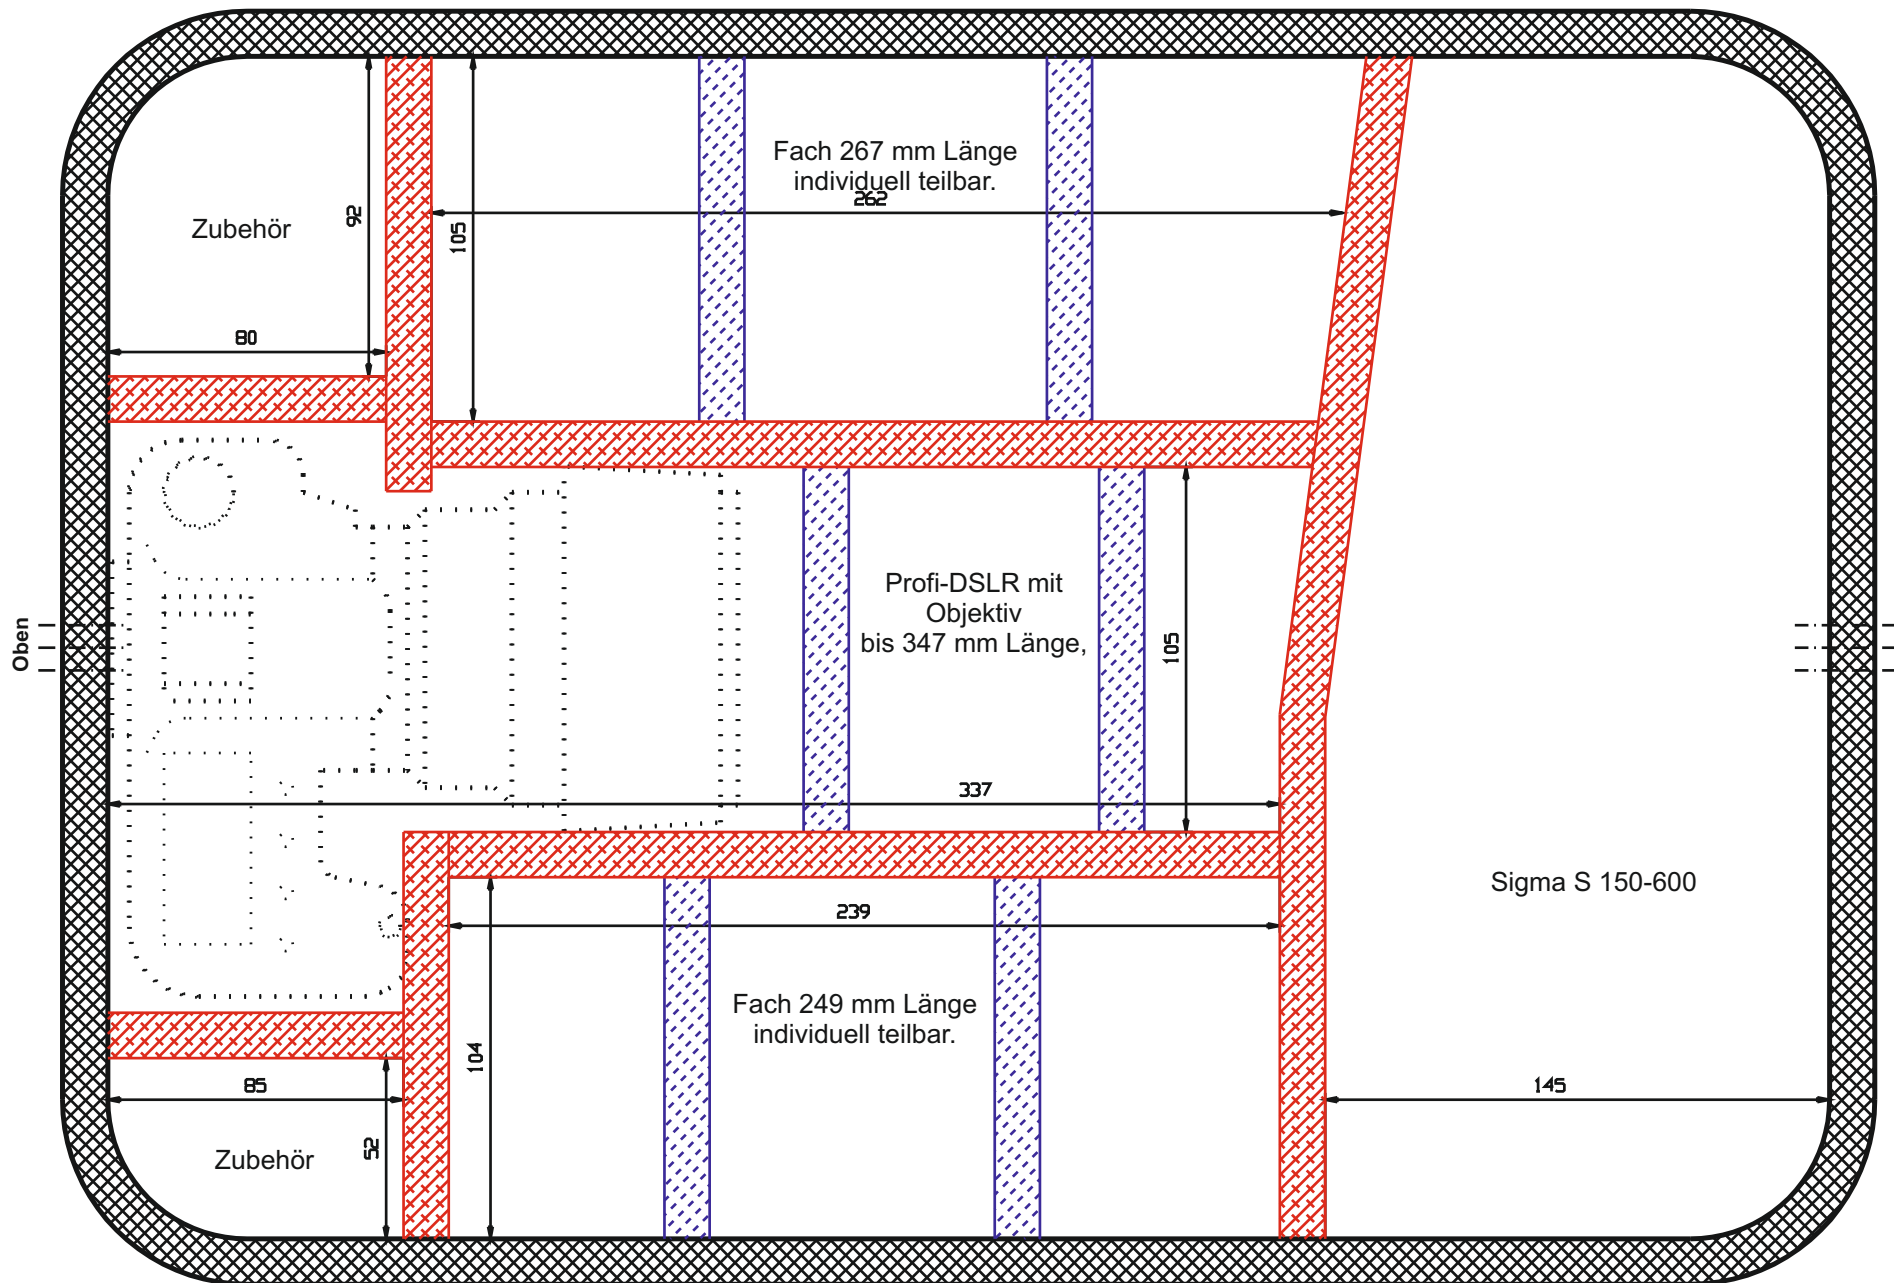 Fach 267 mm Länge
individuell teilbar.
262
Zubehör
92
105
80
Oben
Profi-DSLR mit
Objektiv
bis 347 mm Länge,
105
337
Sigma S 150-600
239
Fach 249 mm Länge
individuell teilbar.
104
85
145
52
Zubehör